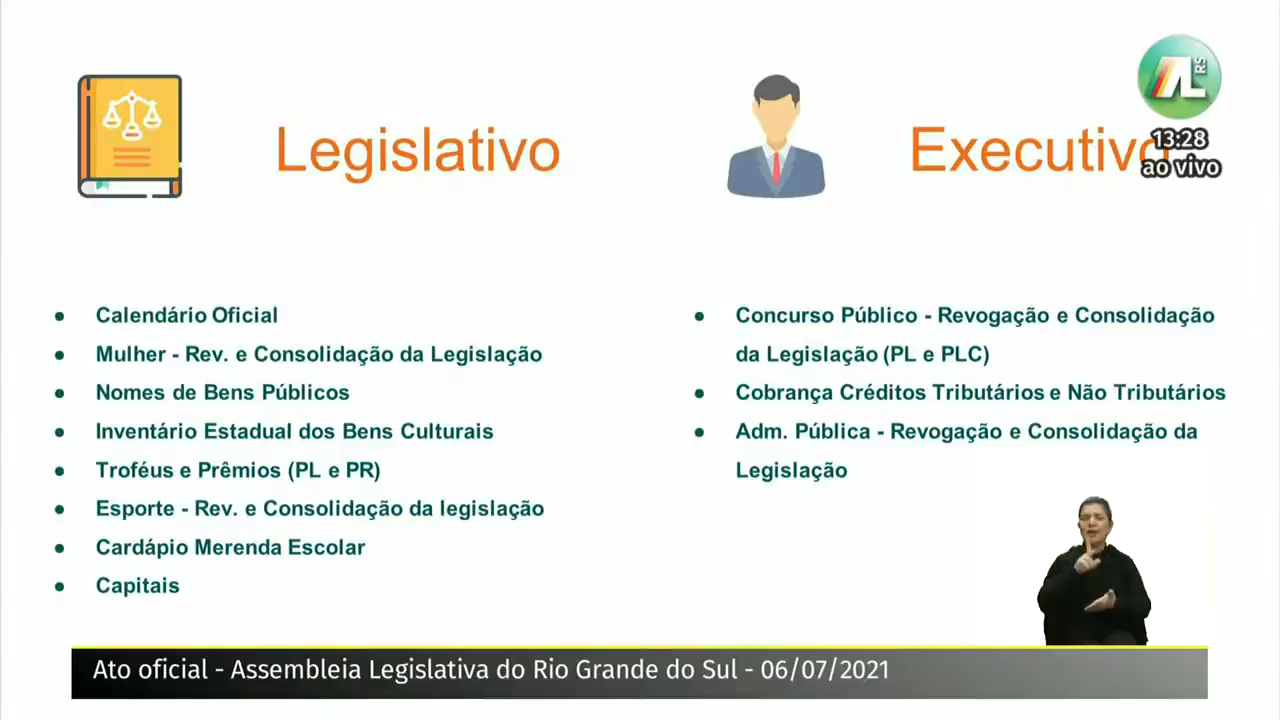 Legislativo
Executivo
AL
RS
13:28
ao vivo
● Calendário Oficial
● Mulher - Rev. e Consolidação da Legislação
● Nomes de Bens Públicos
● Inventário Estadual dos Bens Culturais
● Troféus e Prêmios (PL e PR)
● Esporte - Rev. e Consolidação da legislação
● Cardápio Merenda Escolar
● Capitais
● Concurso Público - Revogação e Consolidação
da Legislação (PL e PLC)
● Cobrança Créditos Tributários e Não Tributários
● Adm. Pública - Revogação e Consolidação da
Legislação
Ato oficial - Assembleia Legislativa do Rio Grande do Sul - 06/07/2021